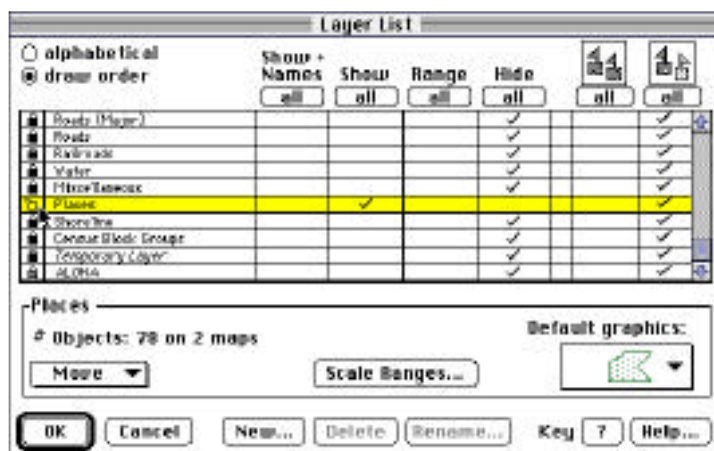 Layer List
alphabetical
draw order
Show + Names Show Range Hide
all all all all all all
Roads (Major)
Roads
Railroads
Water
Miscellaneous
Places
Shoreline
Census Block Groups
Temporary Layer
ALOHA
Places
# Objects: 78 on 2 maps
Default graphics:
Move
Scale Ranges...
OK Cancel New... Delete Rename... Key ? Help...